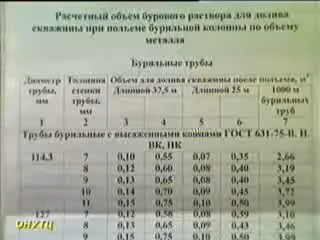 Расчетный объем бурового раствора для долива
скважины при подъеме бурильной колонны по объему
металла
Бурильные трубы
Диаметр трубы, мм Толщина стенки трубы, мм Объем для долива скважины после подъема, м³
Длинной 37,5 м Длинной 25 м 1000 м бурильных труб
1 2 3 4 5 6 7
Трубы бурильные с высаженными концами ГОСТ 631-75-В, Н,
ВК, НК
114,3 7 0,10 0,55 0,07 0,35 2,66
8 0,12 0,60 0,08 0,40 3,19
9 0,13 0,65 0,08 0,40 3,45
10 0,14 0,70 0,09 0,45 3,72
11 0,15 0,75 0,10 0,50 3,99
127 7 0,12 0,58 0,08 0,39 3,10
8 0,13 0,65 0,09 0,43 3,46
9 0,15 0,75 0,10 0,50 3,99
ОНХТЦ